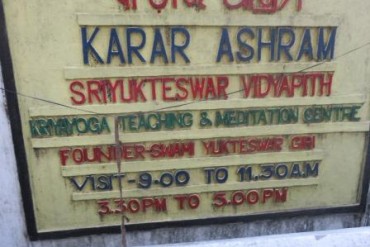 KARAR ASHRAM
SRIYUKTESWAR VIDYAPITH
KRIYAYOGA TEACHING & MEDITATION CENTRE
FOUNDER-SWAMI YUKTESWAR GIRI
VISIT-9.00 TO 11.30A.M
3.30PM TO 5.00PM